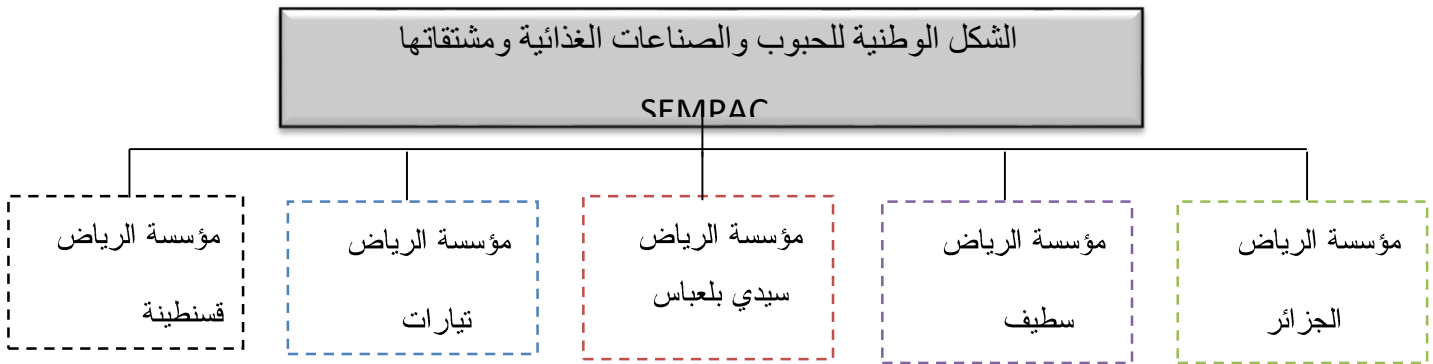 الشكل الوطنية للحبوب والصناعات الغذائية ومشتقاتها
SEMPAC
مؤسسة الرياض
الجزائر
مؤسسة الرياض
سطيف
مؤسسة الرياض
سيدي بلعباس
مؤسسة الرياض
تيارات
مؤسسة الرياض
قسنطينة